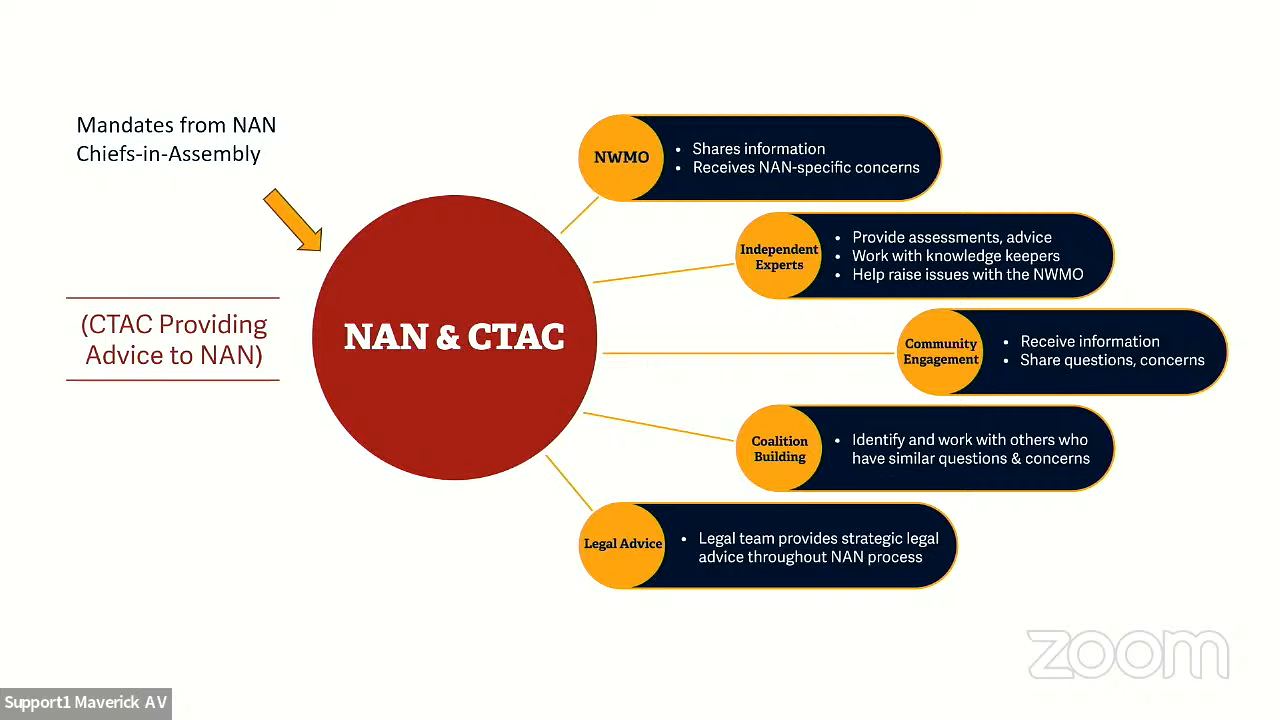 Mandates from NAN
Chiefs-in-Assembly
(CTAC Providing
Advice to NAN)
NAN & CTAC
NWMO
• Shares information
• Receives NAN-specific concerns
Independent
Experts
• Provide assessments, advice
• Work with knowledge keepers
• Help raise issues with the NWMO
Community
Engagement
• Receive information
• Share questions, concerns
Coalition
Building
• Identify and work with others who
have similar questions & concerns
Legal Advice
• Legal team provides strategic legal
advice throughout NAN process
zoom
Support1 Maverick AV